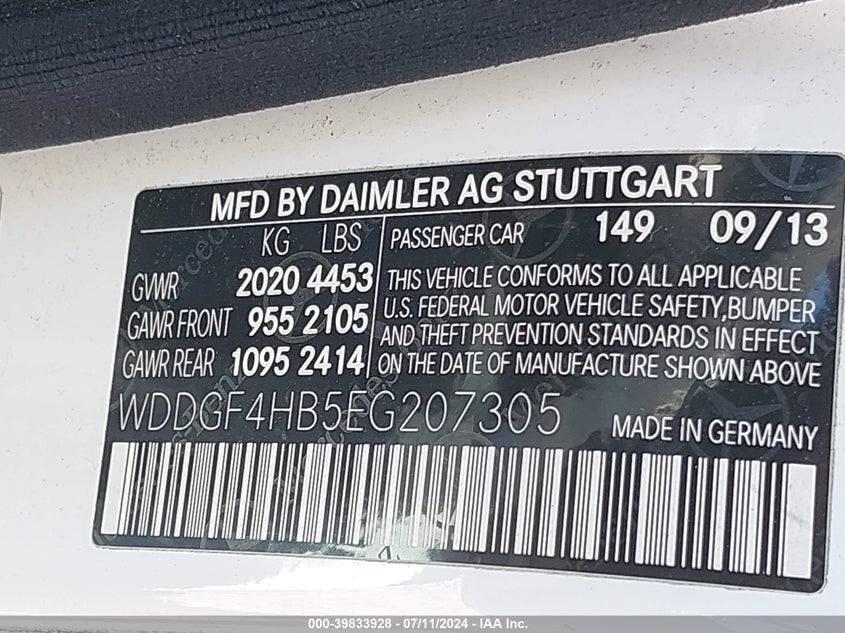 MFD BY DAIMLER AG STUTTGART
KG LBS
GVWR 2020 4453
GAWR FRONT 955 2105
GAWR REAR 1095 2414
PASSENGER CAR 149 09/13
THIS VEHICLE CONFORMS TO ALL APPLICABLE
U.S. FEDERAL MOTOR VEHICLE SAFETY,BUMPER
AND THEFT PREVENTION STANDARDS IN EFFECT
ON THE DATE OF MANUFACTURE SHOWN ABOVE
WDDGF4HB5EG207305
MADE IN GERMANY
000-39833928 - 07/11/2024 - IAA Inc.